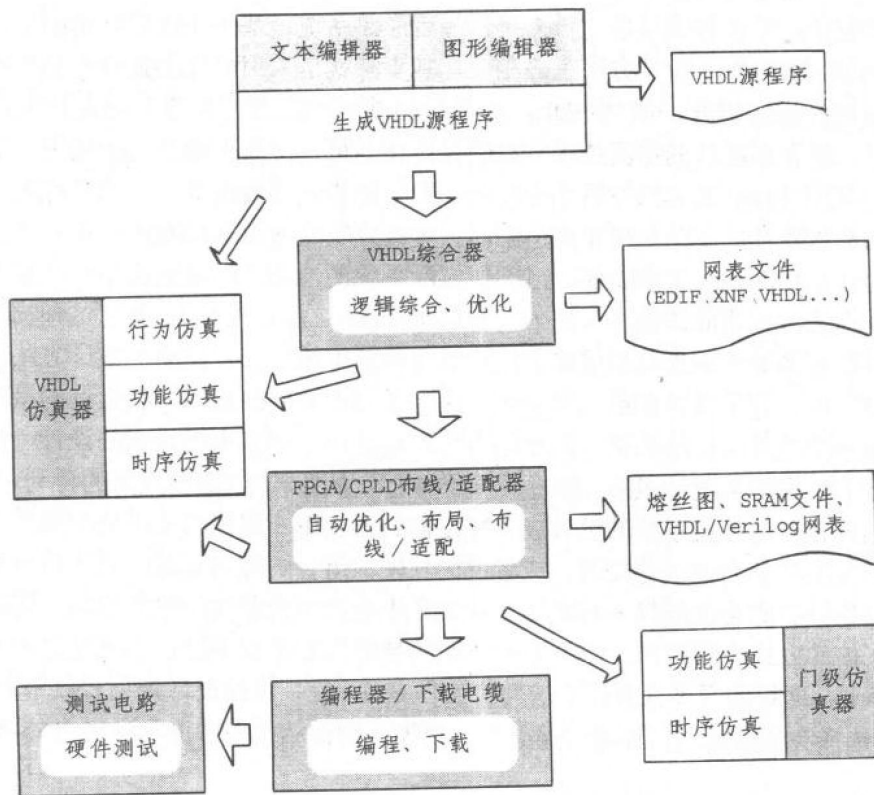 文本编辑器
图形编辑器
生成VHDL源程序
VHDL源程序
VHDL综合器
逻辑综合、优化
网表文件
(EDIF、XNF、VHDL...)
VHDL
仿真器
行为仿真
功能仿真
时序仿真
FPGA/CPLD布线/适配器
自动优化、布局、布
线/适配
熔丝图、SRAM文件、
VHDL/Verilog网表
功能仿真
时序仿真
门级仿
真器
编程器/下载电缆
编程、下载
测试电路
硬件测试